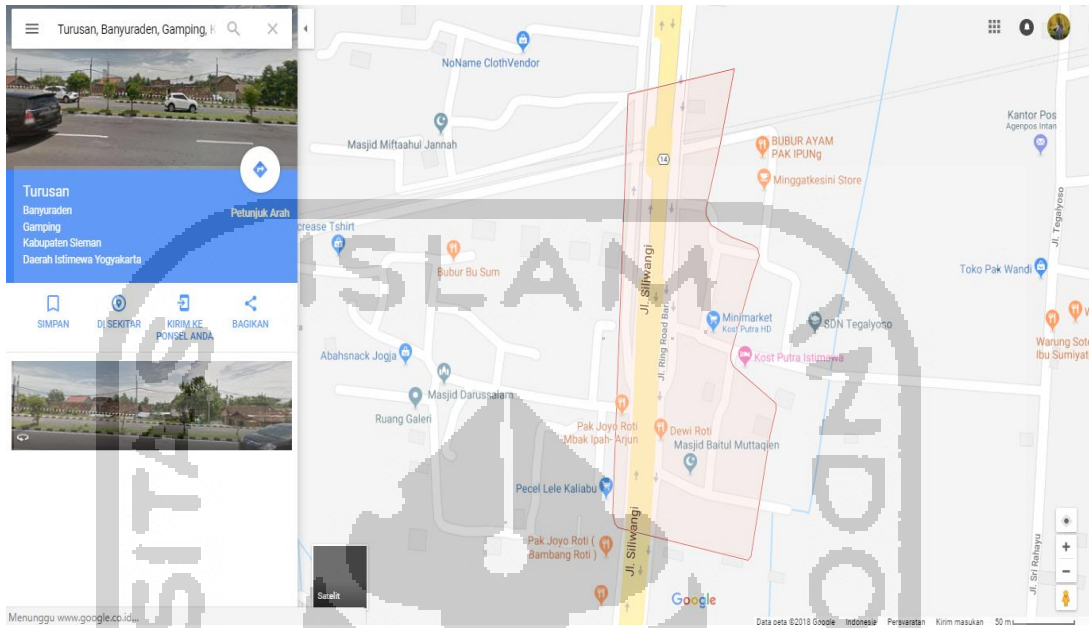 Turusan, Banyuraden, Gamping, K
Turusan
Banyuraden
Gamping
Kabupaten Sleman
Daerah Istimewa Yogyakarta
Petunjuk Arah
SIMPAN
DI SEKITAR
KIRIM KE
PONSEL ANDA
BAGIKAN
Menunggu www.google.co.id...
NoName ClothVendor
Masjid Miftaahul Jannah
crease Tshirt
Bubur Bu Sum
Abahsnack Jogja
Masjid Darussalam
Ruang Galeri
Pecel Lele Kaliabu
Pak Joyo Roti (
Bambang Roti )
Pak Joyo Roti
Mbak Ipah- Arjun
Dewi Roti
Masjid Baitul Muttaqien
14
BUBUR AYAM
PAK IPUNg
Minggatkesini Store
Jl. Siliwangi
Jl. Ring Road Bar
Minimarket
Kost Putra HD
SDN Tegalyoso
Kost Putra Istimewa
Jl. Siliwangi
Kantor Pos
Agenpos Intan
Jl. Tegalyoso
Toko Pak Wandi
W
Warung Soto
Ibu Sumiyat
Jl. Sri Rahayu
Satelit
Google
Data peta ©2018 Google Indonesia Persyaratan Kirim masukan 50 m
ISLAM
SITAS
INDON